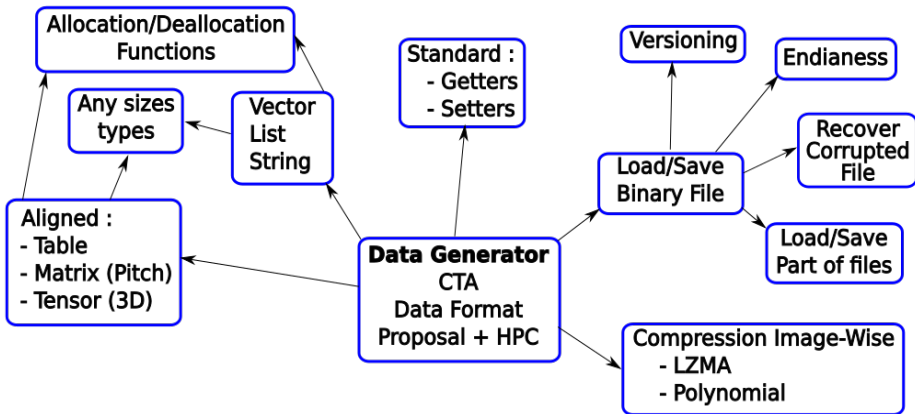 Allocation/Deallocation
Functions
Any sizes
types
Vector
List
String
Aligned :
- Table
- Matrix (Pitch)
- Tensor (3D)
Standard :
- Getters
- Setters
Data Generator
CTA
Data Format
Proposal + HPC
Versioning
Endianess
Load/Save
Binary File
Recover
Corrupted
File
Load/Save
Part of files
Compression Image-Wise
- LZMA
- Polynomial